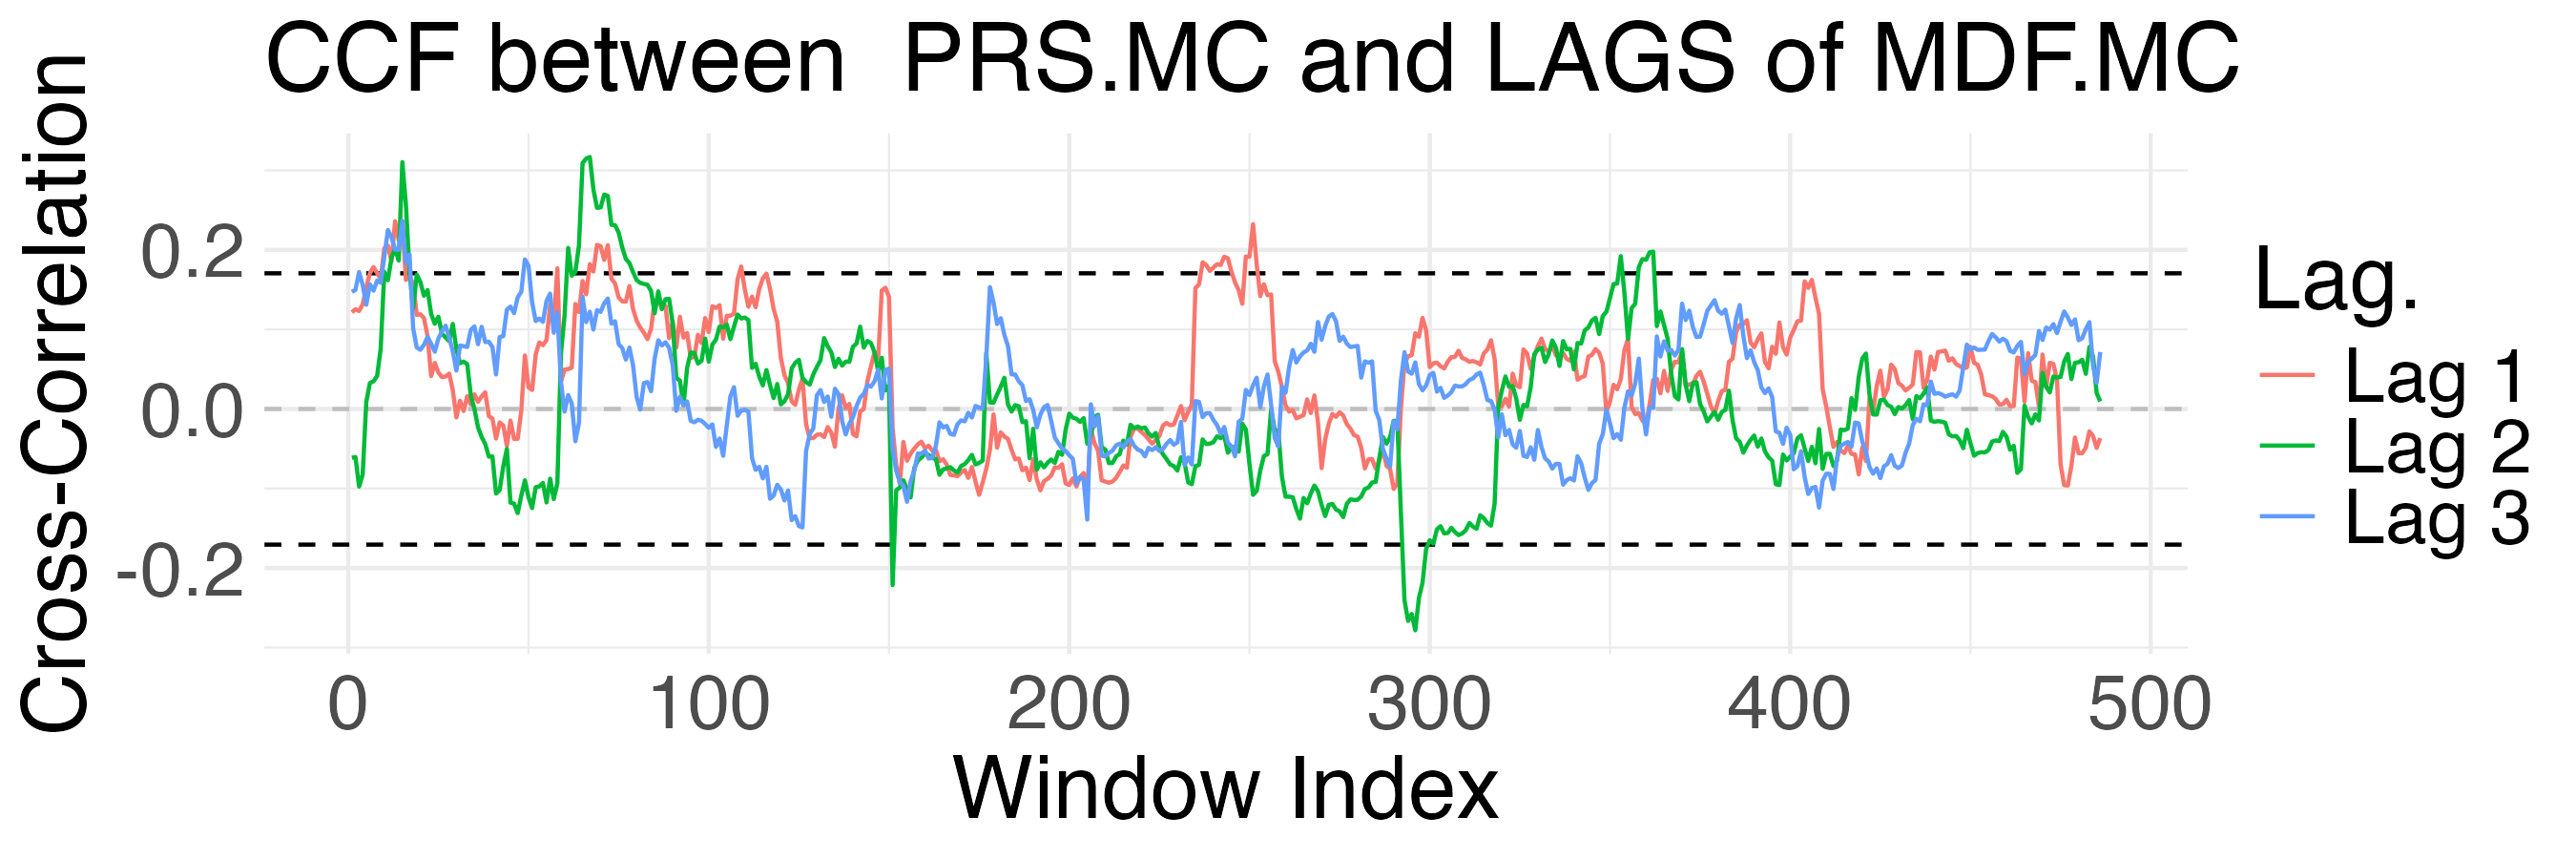 CCF between  PRS.MC and LAGS of MDF.MC
Cross-Correlation
0.2
0.0
-0.2
0 100 200 300 400 500
Window Index
Lag.
Lag 1
Lag 2
Lag 3